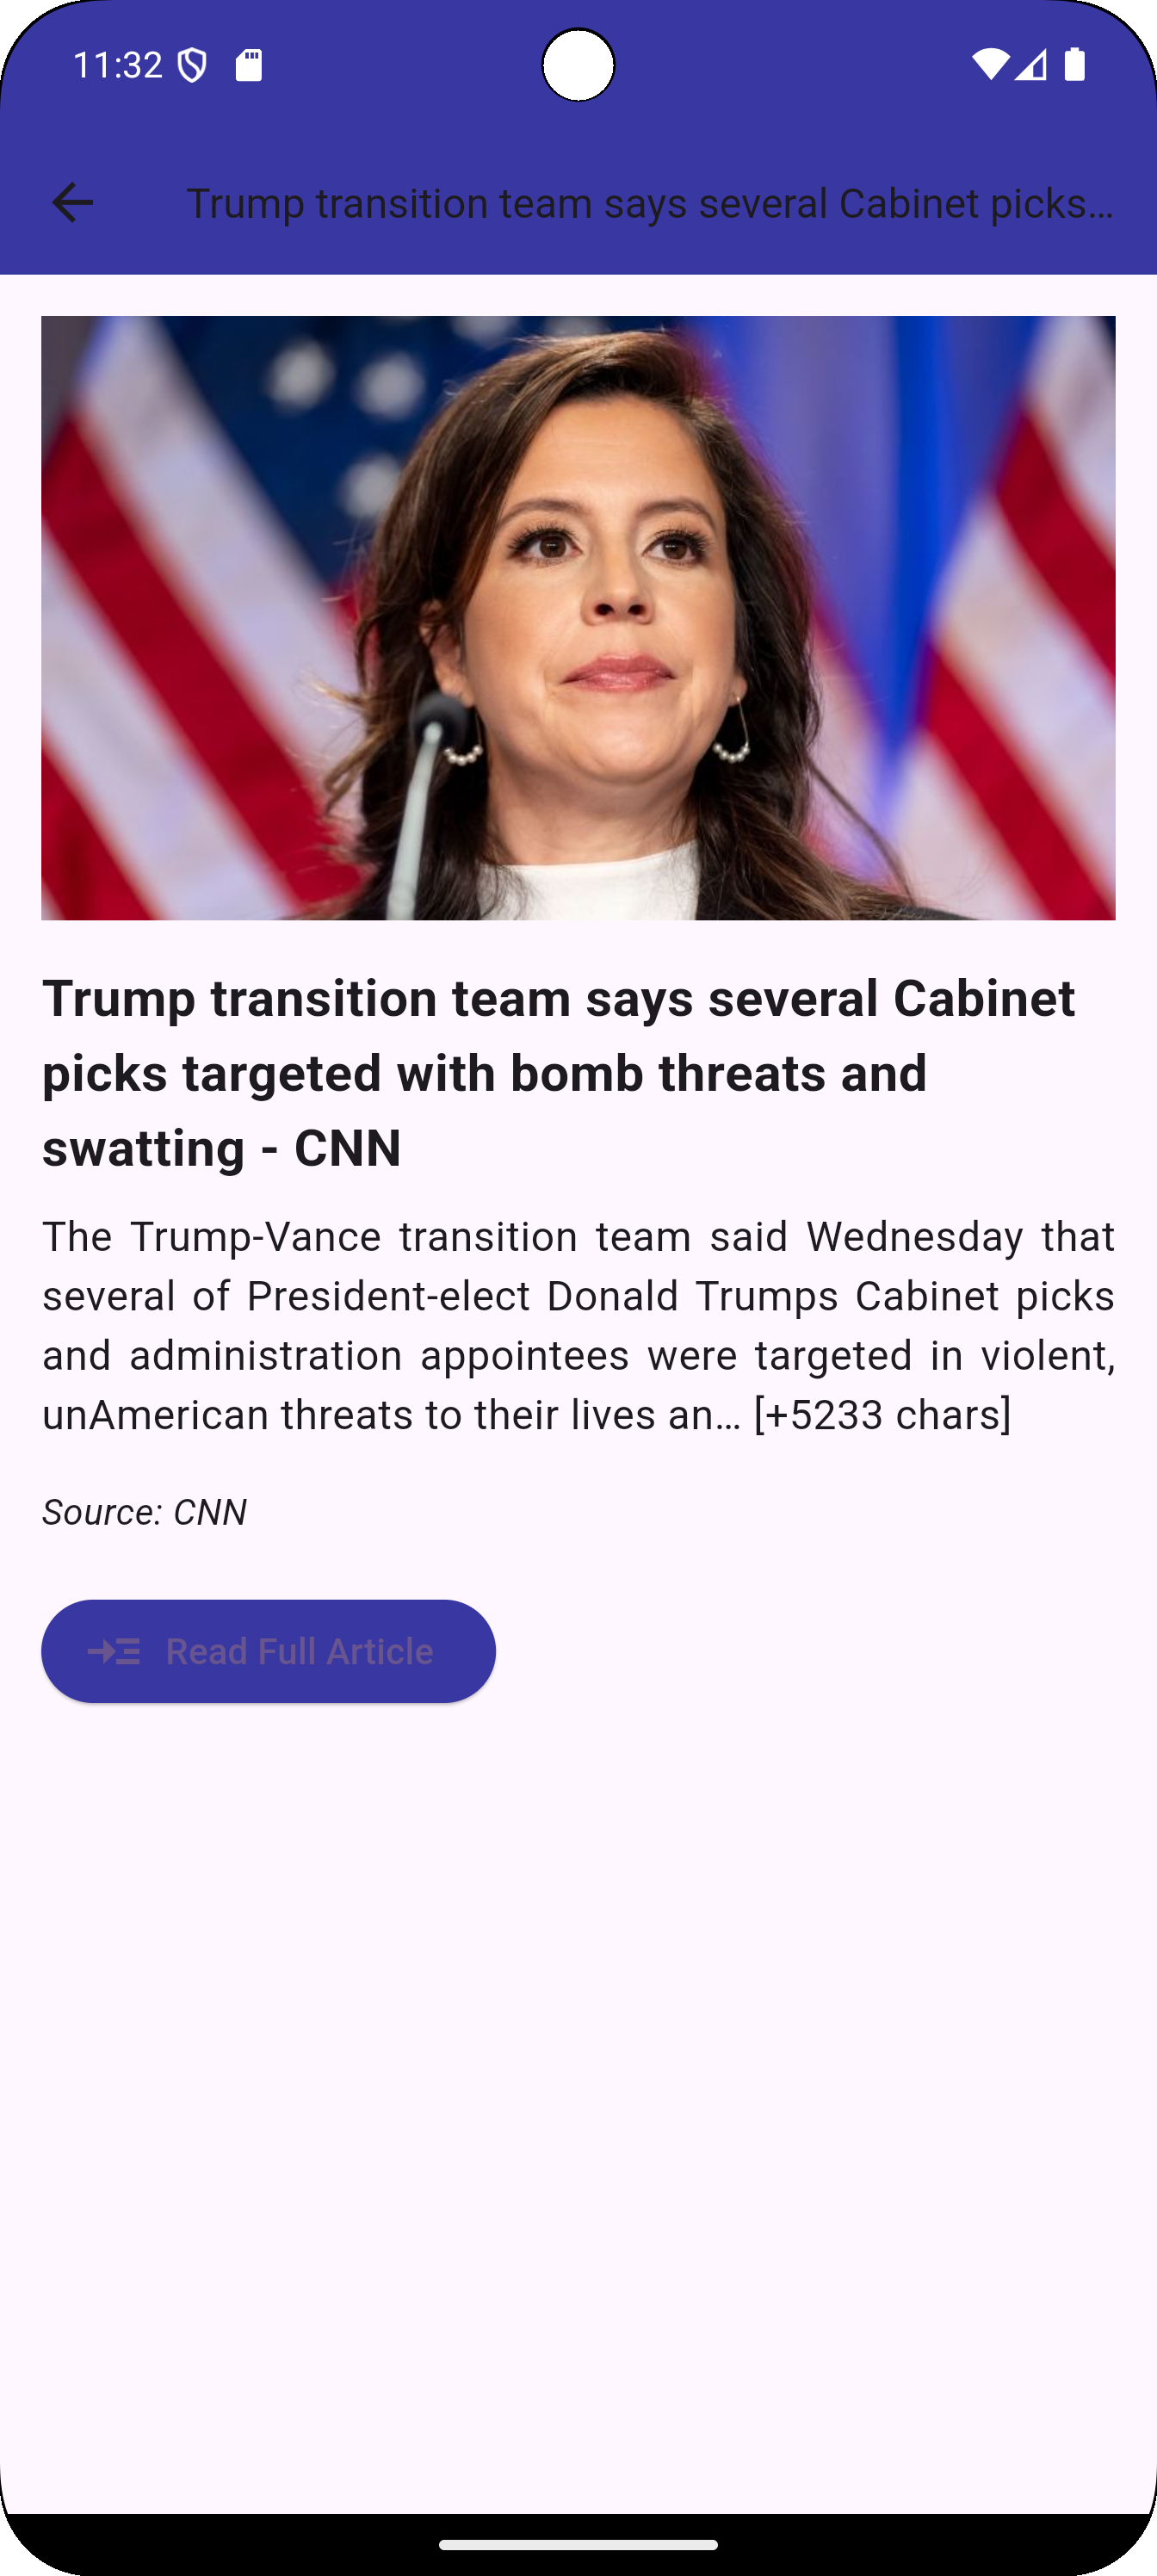 11:32
Trump transition team says several Cabinet picks...
Trump transition team says several Cabinet
picks targeted with bomb threats and
swatting - CNN
The Trump-Vance transition team said Wednesday that
several of President-elect Donald Trumps Cabinet picks
and administration appointees were targeted in violent,
unAmerican threats to their lives an… [+5233 chars]
Source: CNN
Read Full Article